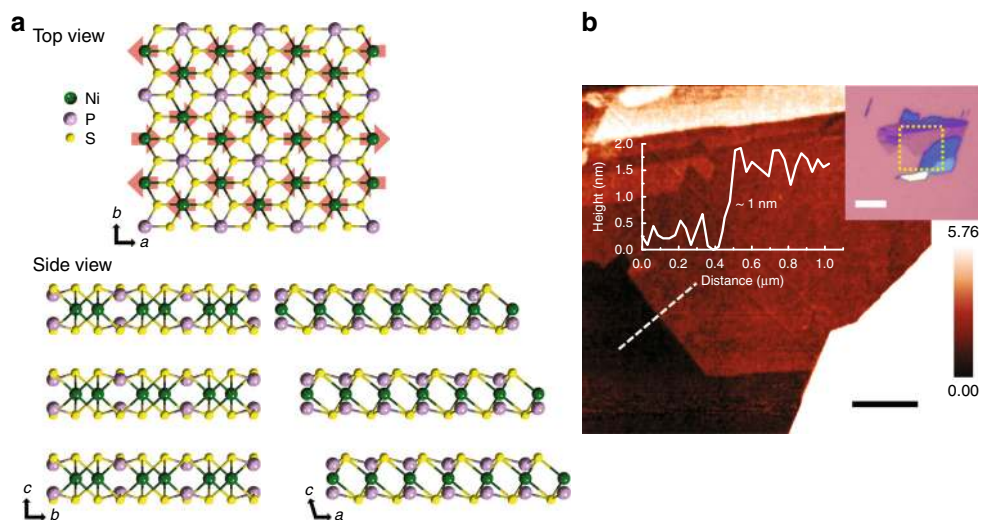 a
Top view
Ni
P
S
b
a
Side view
c
b
c
a
b
2.0
1.5
1.0
0.5
0.0
Height (nm)
~ 1 nm
0.0 0.2 0.4 0.6 0.8 1.0
Distance (μm)
5.76
0.00